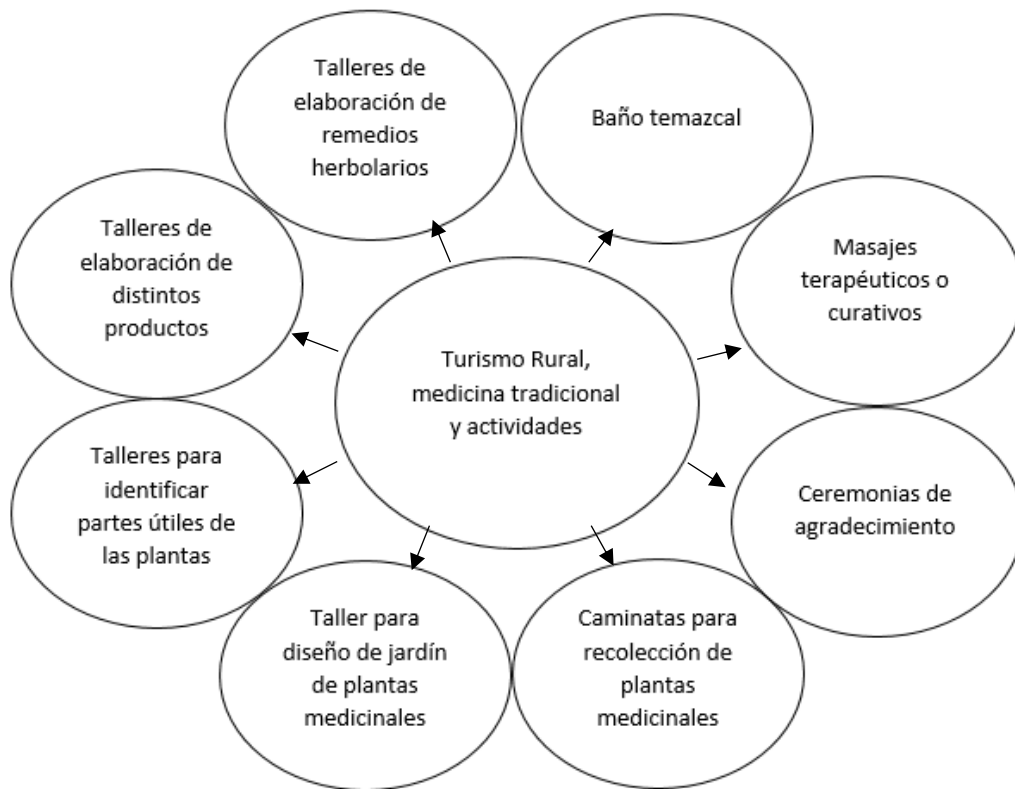 Talleres de
elaboración de
remedios
herbolarios
Baño temazcal
Talleres de
elaboración de
distintos
productos
Masajes
terapéuticos o
curativos
Turismo Rural,
medicina tradicional
y actividades
Talleres para
identificar
partes útiles de
las plantas
Ceremonias de
agradecimiento
Taller para
diseño de jardín
de plantas
medicinales
Caminatas para
recolección de
plantas
medicinales